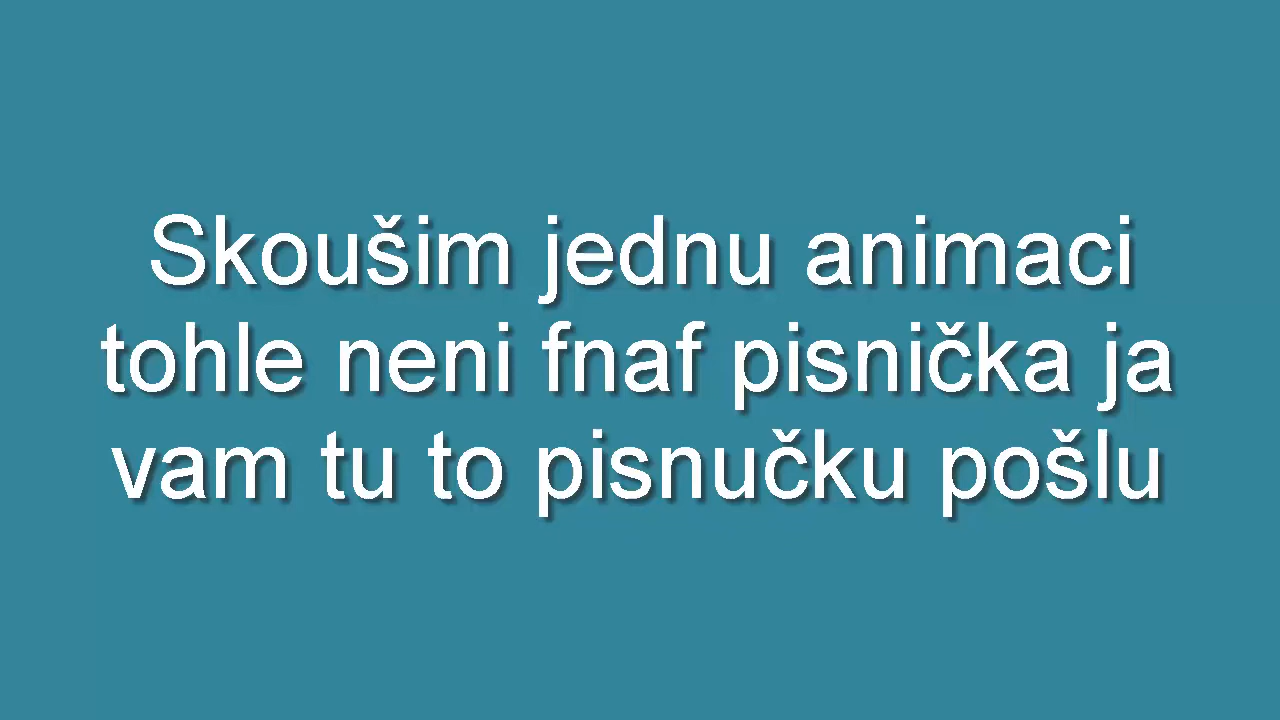 Skoušim jednu animaci
tohle neni fnaf pisnička ja
vam tu to pisnučku pošlu